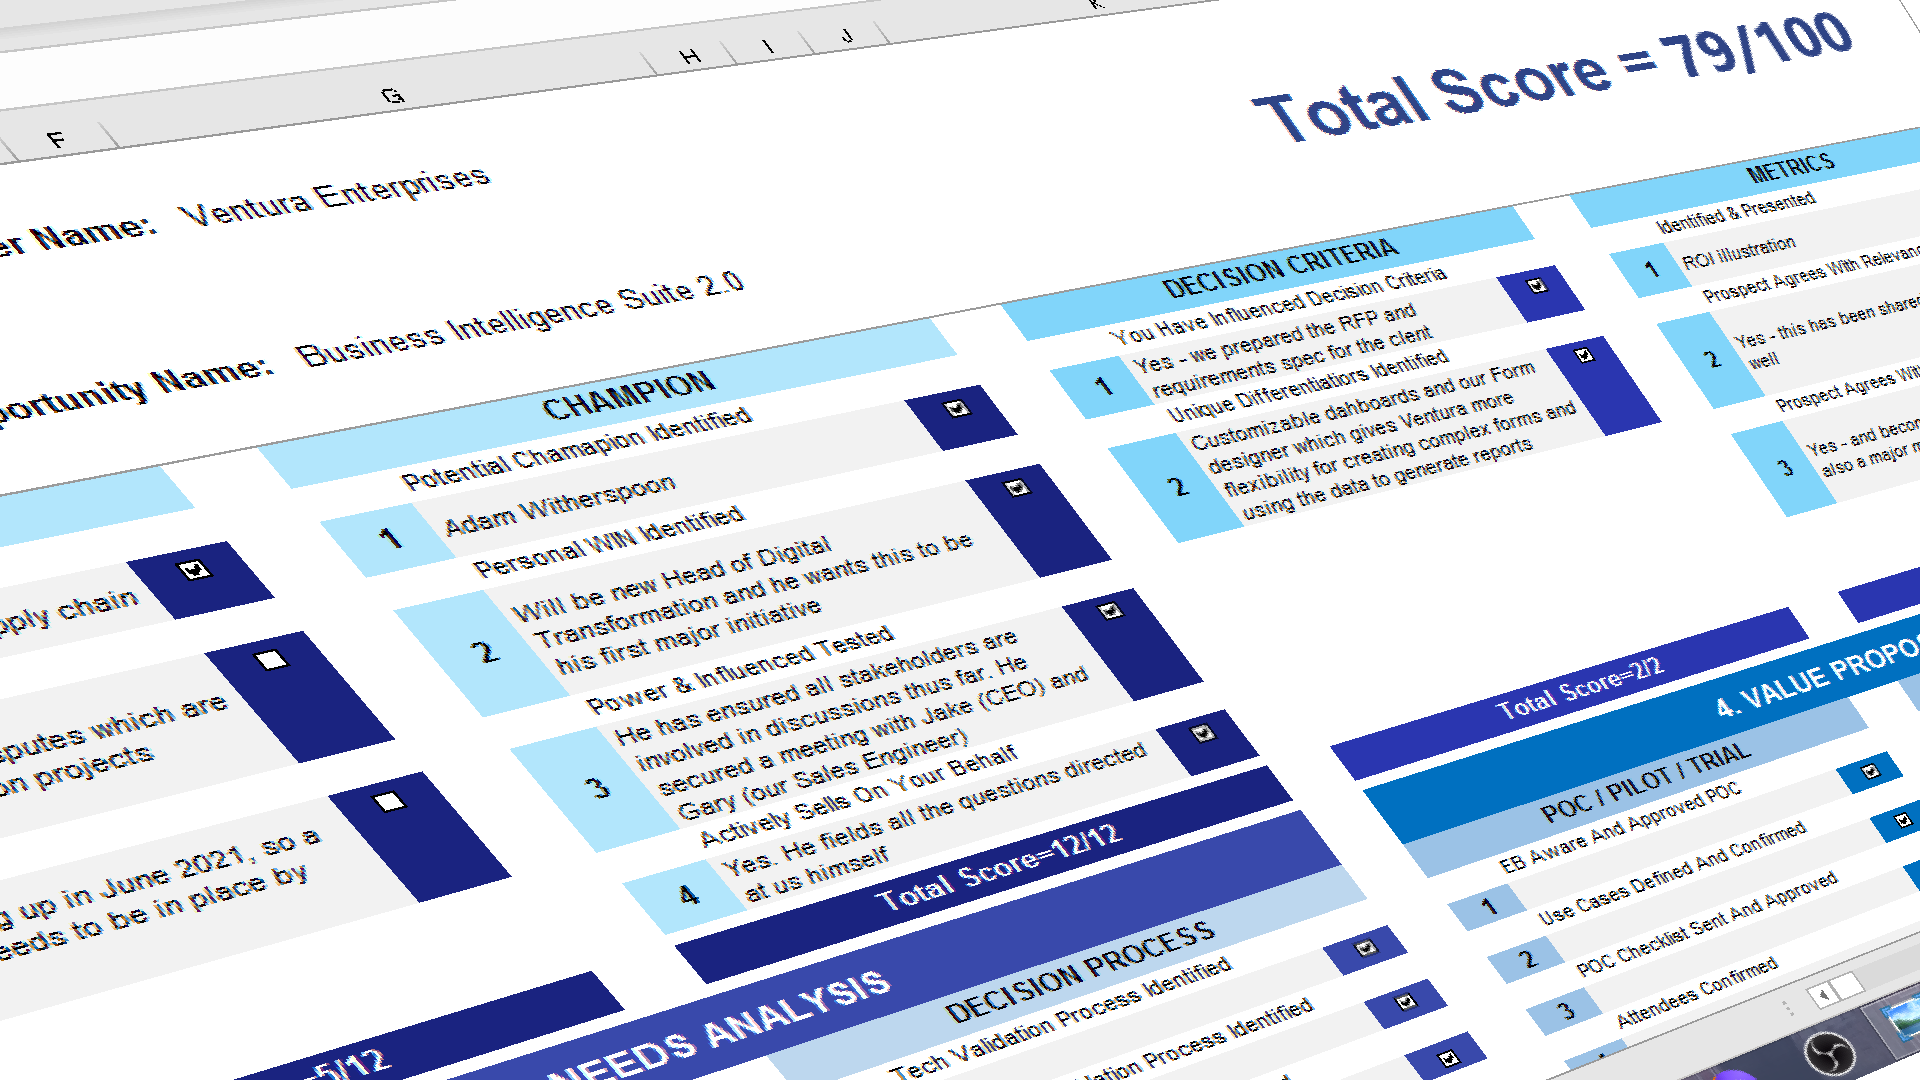 F G H I J K
Total Score = 79/100
er Name: Ventura Enterprises
portunity Name: Business Intelligence Suite 2.0
pply chain
sputes which are
on projects
g up in June 2021, so a
eeds to be in place by
=5/12
CHAMPION
Potential Chamapion Identified
1 Adam Witherspoon
Personal WIN Identified
2 Will be new Head of Digital
Transformation and he wants this to be
his first major initiative
Power & Influenced Tested
3 He has ensured all stakeholders are
involved in discussions thus far. He
secured a meeting with Jake (CEO) and
Gary (our Sales Engineer)
Actively Sells On Your Behalf
4 Yes. He fields all the questions directed
at us himself
Total Score=12/12
DECISION CRITERIA
You Have Influenced Decision Criteria
1 Yes - we prepared the RFP and
requirements spec for the clent
Unique Differentiatiors Identified
2 Customizable dahboards and our Form
designer which gives Ventura more
flexibility for creating complex forms and
using the data to generate reports
Total Score=2/2
METRICS
Identified & Presented
1 ROI illustration
Prospect Agrees With Relevan
2 Yes - this has been shared
well
Prospect Agrees Wit
3 Yes - and becom
also a major m
NEEDS ANALYSIS
DECISION PROCESS
Tech Validation Process Identified
ation Process Identified
4. VALUE PROPO
POC / PILOT / TRIAL
EB Aware And Approved POC
1
Use Cases Defined And Confirmed
2
POC Checklist Sent And Approved
3
Attendees Confirmed